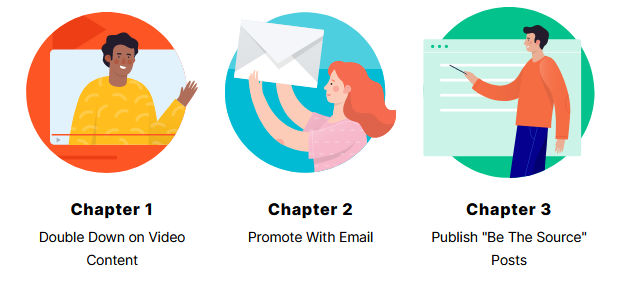 Chapter 1
Double Down on Video
Content
Chapter 2
Promote With Email
Chapter 3
Publish "Be The Source"
Posts